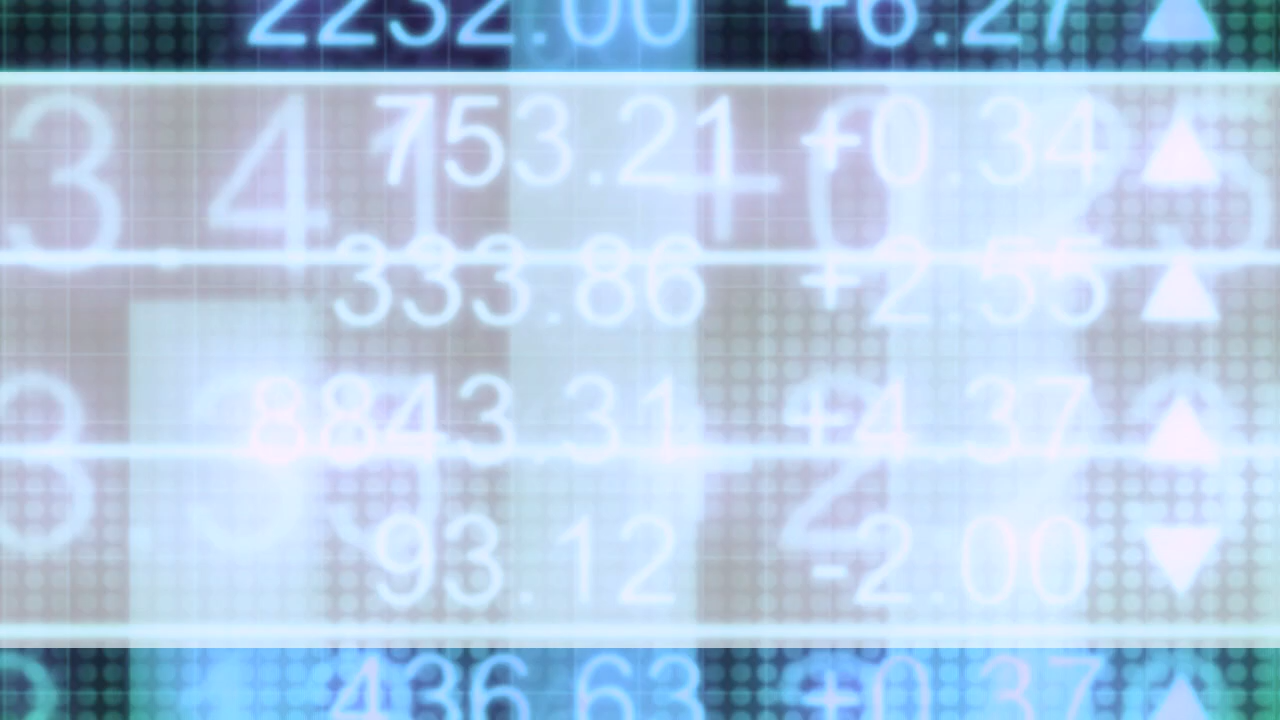 2232.00 +6.27 ▲
753.21 +0.34 ▲
333.86 +2.55 ▲
8843.31 +4.37 ▲
93.12 -2.00 ▼
436.63 +0.37 ▲